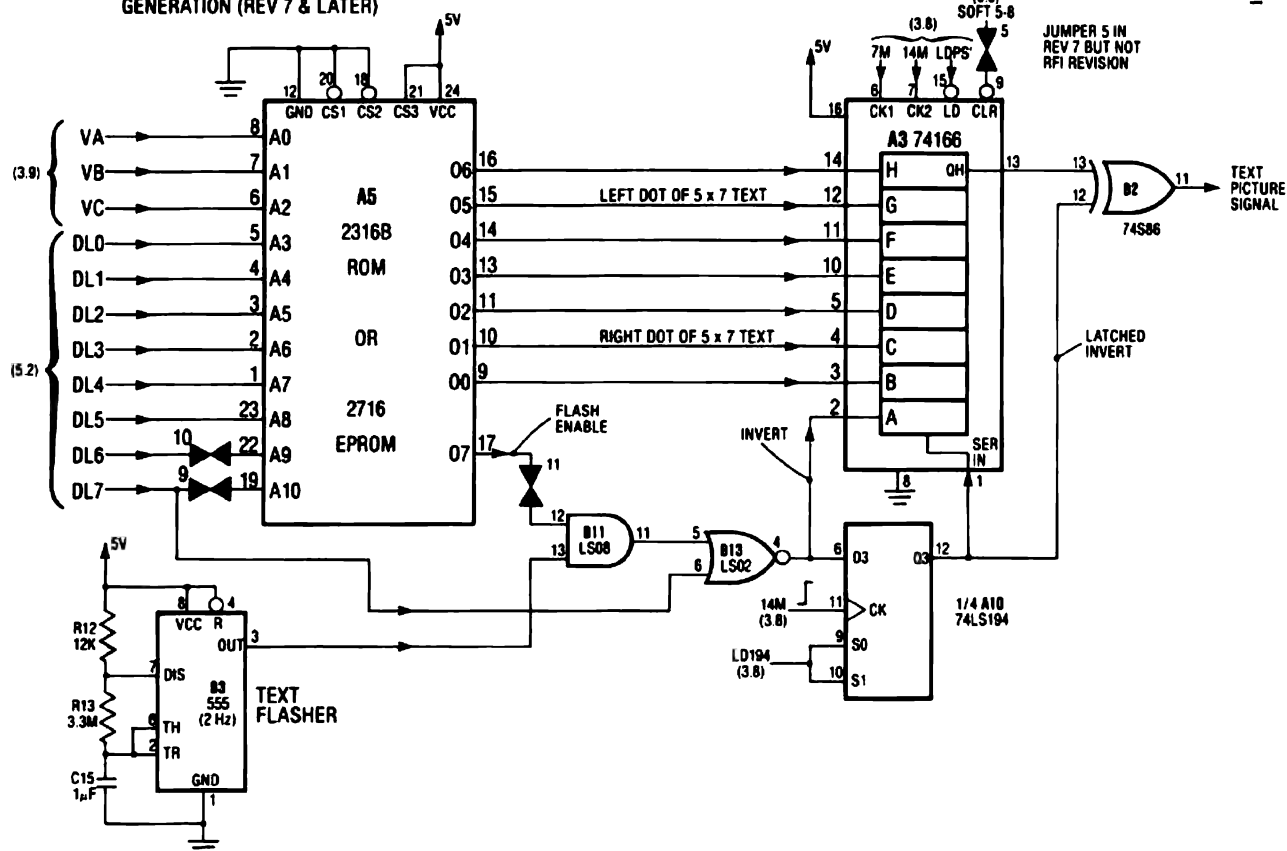 GENERATION (REV 7 & LATER)
5V
12 20 18 21 24
GND CS1 CS2 CS3 VCC
(3.9)
VA 8 A0
VB 7 A1
VC 6 A2
(5.2)
DL0 5 A3
DL1 4 A4
DL2 3 A5
DL3 2 A6
DL4 1 A7
DL5 23 A8
DL6 10 22 A9
DL7 9 19 A10
A5
2316B
ROM
OR
2716
EPROM
O6 16
O5 15 LEFT DOT OF 5 x 7 TEXT
O4 14
O3 13
O2 11
O1 10 RIGHT DOT OF 5 x 7 TEXT
O0 9
O7 17
FLASH
ENABLE
11
SOFT 5-8
5
JUMPER 5 IN
REV 7 BUT NOT
RFI REVISION
(3.8)
7M 14M LDPS'
5V
16
6 7 15 9
CK1 CK2 LD CLR
A3 74166
14 H QH 13
12 G
11 F
10 E
5 D
4 C
3 B
2 A
SER
IN
8
1
13
12
B2
11
74S86
TEXT
PICTURE
SIGNAL
LATCHED
INVERT
INVERT
12
13
B11
LS08
11
5
6
B13
LS02
4
6 D3 Q3 12
14M
(3.8)
11 CK
LD194
(3.8)
9 S0
10 S1
1/4 A10
74LS194
5V
R12
12K
R13
3.3M
C15
1μF
8 4
VCC R
OUT 3
7 DIS
6 TH
2 TR
GND
1
B3
555
(2 Hz)
TEXT
FLASHER